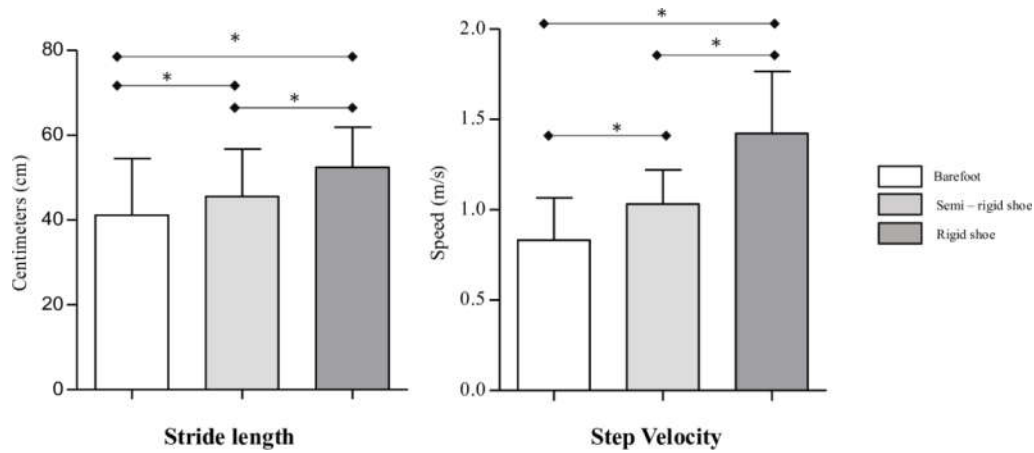 *
*
*
80
60
40
20
0
Centimeters (cm)
Stride length
*
*
*
2.0
1.5
1.0
0.5
0.0
Speed (m/s)
Step Velocity
Barefoot
Semi – rigid shoe
Rigid shoe